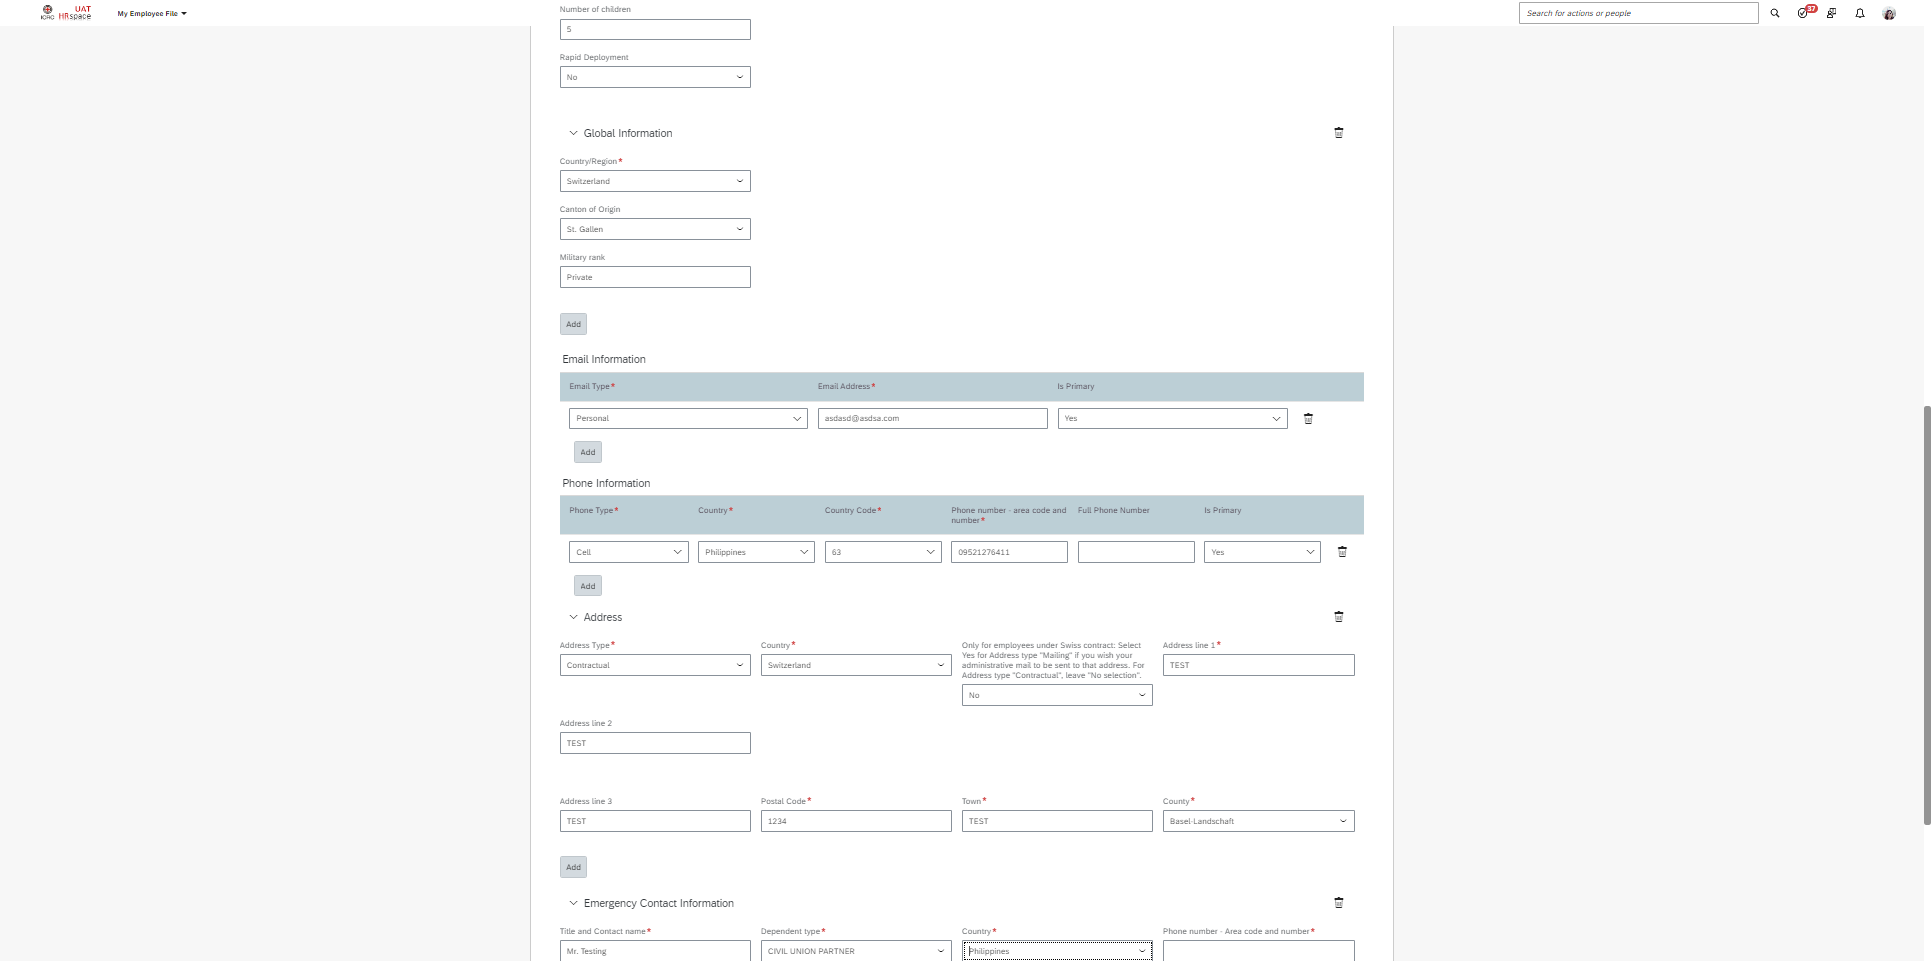 ICRC
UAT
HRspace
My Employee File
Search for actions or people
37
Number of children
5
Rapid Deployment
No
Global Information
Country/Region*
Switzerland
Canton of Origin
St. Gallen
Military rank
Private
Add
Email Information
Email Type* Email Address* Is Primary
Personal asdasd@asdsa.com Yes
Add
Phone Information
Phone Type* Country* Country Code* Phone number - area code and number* Full Phone Number Is Primary
Cell Philippines 63 09521276411 Yes
Add
Address
Address Type*
Contractual
Country*
Switzerland
Only for employees under Swiss contract: Select
Yes for Address type "Mailing" if you wish your
administrative mail to be sent to that address. For
Address type "Contractual", leave "No selection".
No
Address line 1*
TEST
Address line 2
TEST
Address line 3 Postal Code* Town* County*
TEST 1234 TEST Basel-Landschaft
Add
Emergency Contact Information
Title and Contact name* Dependent type* Country* Phone number - Area code and number*
Mr. Testing CIVIL UNION PARTNER Philippines